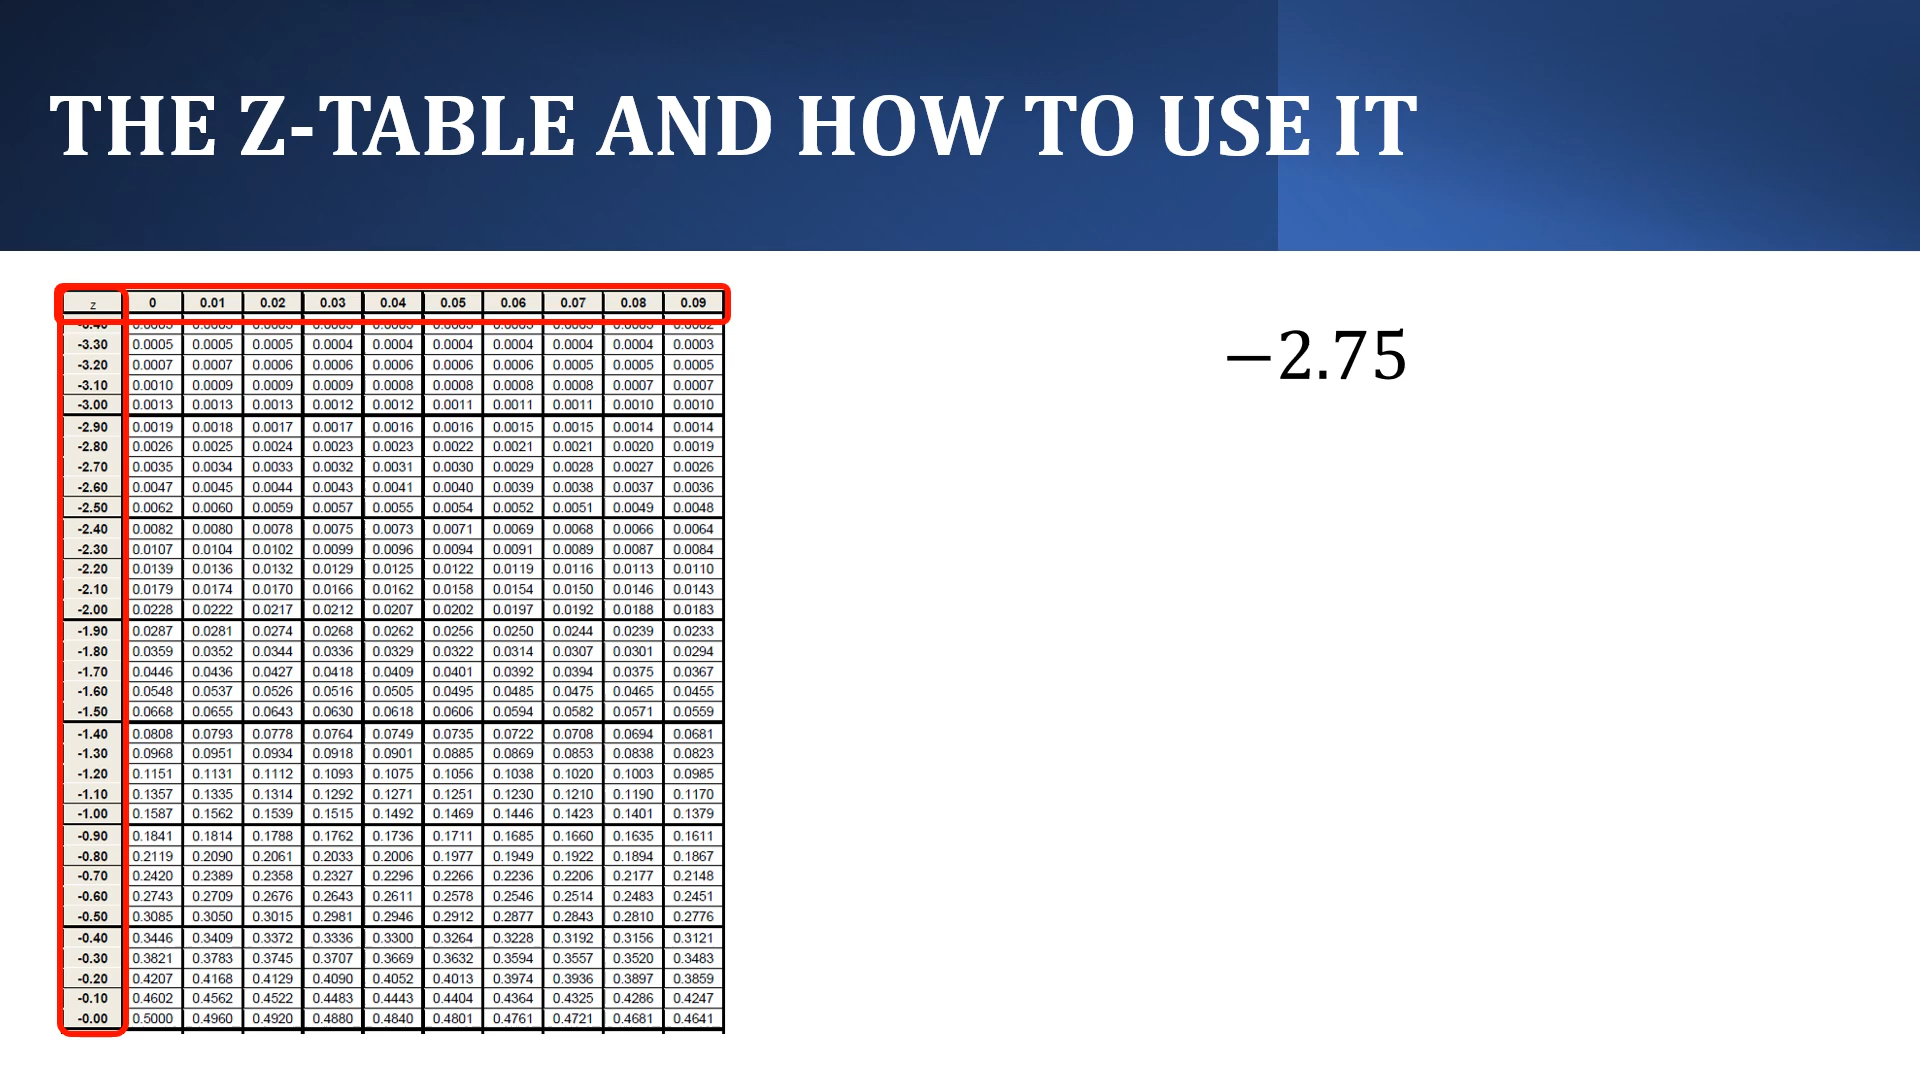 THE Z-TABLE AND HOW TO USE IT
z 0 0.01 0.02 0.03 0.04 0.05 0.06 0.07 0.08 0.09
-3.30 0.0005 0.0005 0.0005 0.0004 0.0004 0.0004 0.0004 0.0004 0.0004 0.0003
-3.20 0.0007 0.0007 0.0006 0.0006 0.0006 0.0006 0.0006 0.0005 0.0005 0.0005
-3.10 0.0010 0.0009 0.0009 0.0009 0.0008 0.0008 0.0008 0.0008 0.0007 0.0007
-3.00 0.0013 0.0013 0.0013 0.0012 0.0012 0.0011 0.0011 0.0011 0.0010 0.0010
-2.90 0.0019 0.0018 0.0017 0.0017 0.0016 0.0016 0.0015 0.0015 0.0014 0.0014
-2.80 0.0026 0.0025 0.0024 0.0023 0.0023 0.0022 0.0021 0.0021 0.0020 0.0019
-2.70 0.0035 0.0034 0.0033 0.0032 0.0031 0.0030 0.0029 0.0028 0.0027 0.0026
-2.60 0.0047 0.0045 0.0044 0.0043 0.0041 0.0040 0.0039 0.0038 0.0037 0.0036
-2.50 0.0062 0.0060 0.0059 0.0057 0.0055 0.0054 0.0052 0.0051 0.0049 0.0048
-2.40 0.0082 0.0080 0.0078 0.0075 0.0073 0.0071 0.0069 0.0068 0.0066 0.0064
-2.30 0.0107 0.0104 0.0102 0.0099 0.0096 0.0094 0.0091 0.0089 0.0087 0.0084
-2.20 0.0139 0.0136 0.0132 0.0129 0.0125 0.0122 0.0119 0.0116 0.0113 0.0110
-2.10 0.0179 0.0174 0.0170 0.0166 0.0162 0.0158 0.0154 0.0150 0.0146 0.0143
-2.00 0.0228 0.0222 0.0217 0.0212 0.0207 0.0202 0.0197 0.0192 0.0188 0.0183
-1.90 0.0287 0.0281 0.0274 0.0268 0.0262 0.0256 0.0250 0.0244 0.0239 0.0233
-1.80 0.0359 0.0352 0.0344 0.0336 0.0329 0.0322 0.0314 0.0307 0.0301 0.0294
-1.70 0.0446 0.0436 0.0427 0.0418 0.0409 0.0401 0.0392 0.0394 0.0375 0.0367
-1.60 0.0548 0.0537 0.0526 0.0516 0.0505 0.0495 0.0485 0.0475 0.0465 0.0455
-1.50 0.0668 0.0655 0.0643 0.0630 0.0618 0.0606 0.0594 0.0582 0.0571 0.0559
-1.40 0.0808 0.0793 0.0778 0.0764 0.0749 0.0735 0.0722 0.0708 0.0694 0.0681
-1.30 0.0968 0.0951 0.0934 0.0918 0.0901 0.0885 0.0869 0.0853 0.0838 0.0823
-1.20 0.1151 0.1131 0.1112 0.1093 0.1075 0.1056 0.1038 0.1020 0.1003 0.0985
-1.10 0.1357 0.1335 0.1314 0.1292 0.1271 0.1251 0.1230 0.1210 0.1190 0.1170
-1.00 0.1587 0.1562 0.1539 0.1515 0.1492 0.1469 0.1446 0.1423 0.1401 0.1379
-0.90 0.1841 0.1814 0.1788 0.1762 0.1736 0.1711 0.1685 0.1660 0.1635 0.1611
-0.80 0.2119 0.2090 0.2061 0.2033 0.2006 0.1977 0.1949 0.1922 0.1894 0.1867
-0.70 0.2420 0.2389 0.2358 0.2327 0.2296 0.2266 0.2236 0.2206 0.2177 0.2148
-0.60 0.2743 0.2709 0.2676 0.2643 0.2611 0.2578 0.2546 0.2514 0.2483 0.2451
-0.50 0.3085 0.3050 0.3015 0.2981 0.2946 0.2912 0.2877 0.2843 0.2810 0.2776
-0.40 0.3446 0.3409 0.3372 0.3336 0.3300 0.3264 0.3228 0.3192 0.3156 0.3121
-0.30 0.3821 0.3783 0.3745 0.3707 0.3669 0.3632 0.3594 0.3557 0.3520 0.3483
-0.20 0.4207 0.4168 0.4129 0.4090 0.4052 0.4013 0.3974 0.3936 0.3897 0.3859
-0.10 0.4602 0.4562 0.4522 0.4483 0.4443 0.4404 0.4364 0.4325 0.4286 0.4247
-0.00 0.5000 0.4960 0.4920 0.4880 0.4840 0.4801 0.4761 0.4721 0.4681 0.4641
−2.75